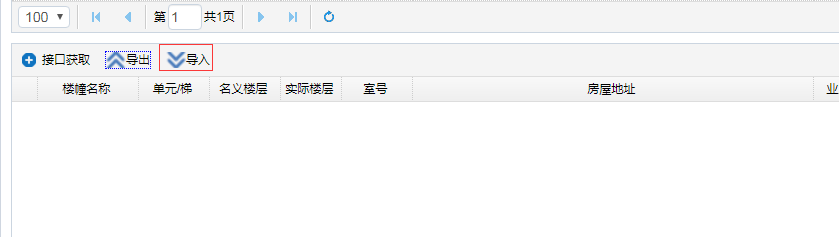 100 第 1 共1页
接口获取 导出 导入
楼幢名称 单元/梯 名义楼层 实际楼层 室号 房屋地址 业